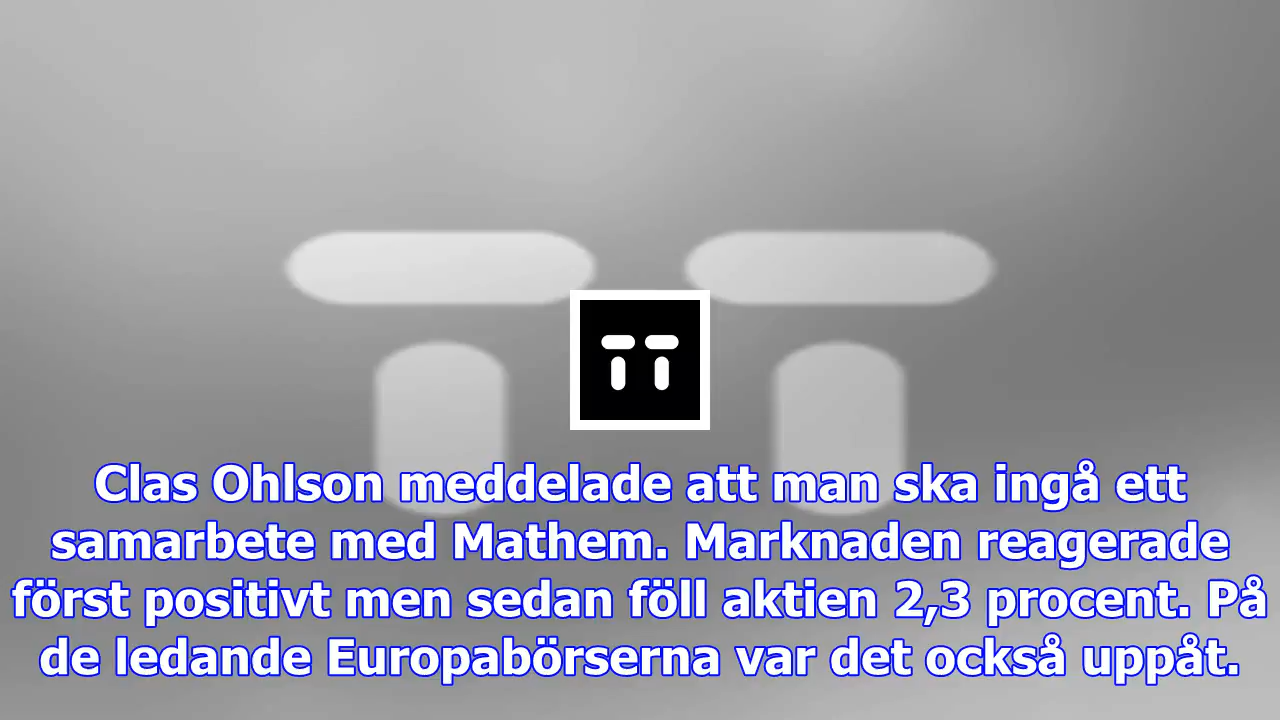 TT
Clas Ohlson meddelade att man ska ingå ett
samarbete med Mathem. Marknaden reagerade
först positivt men sedan föll aktien 2,3 procent. På
de ledande Europabörserna var det också uppåt.